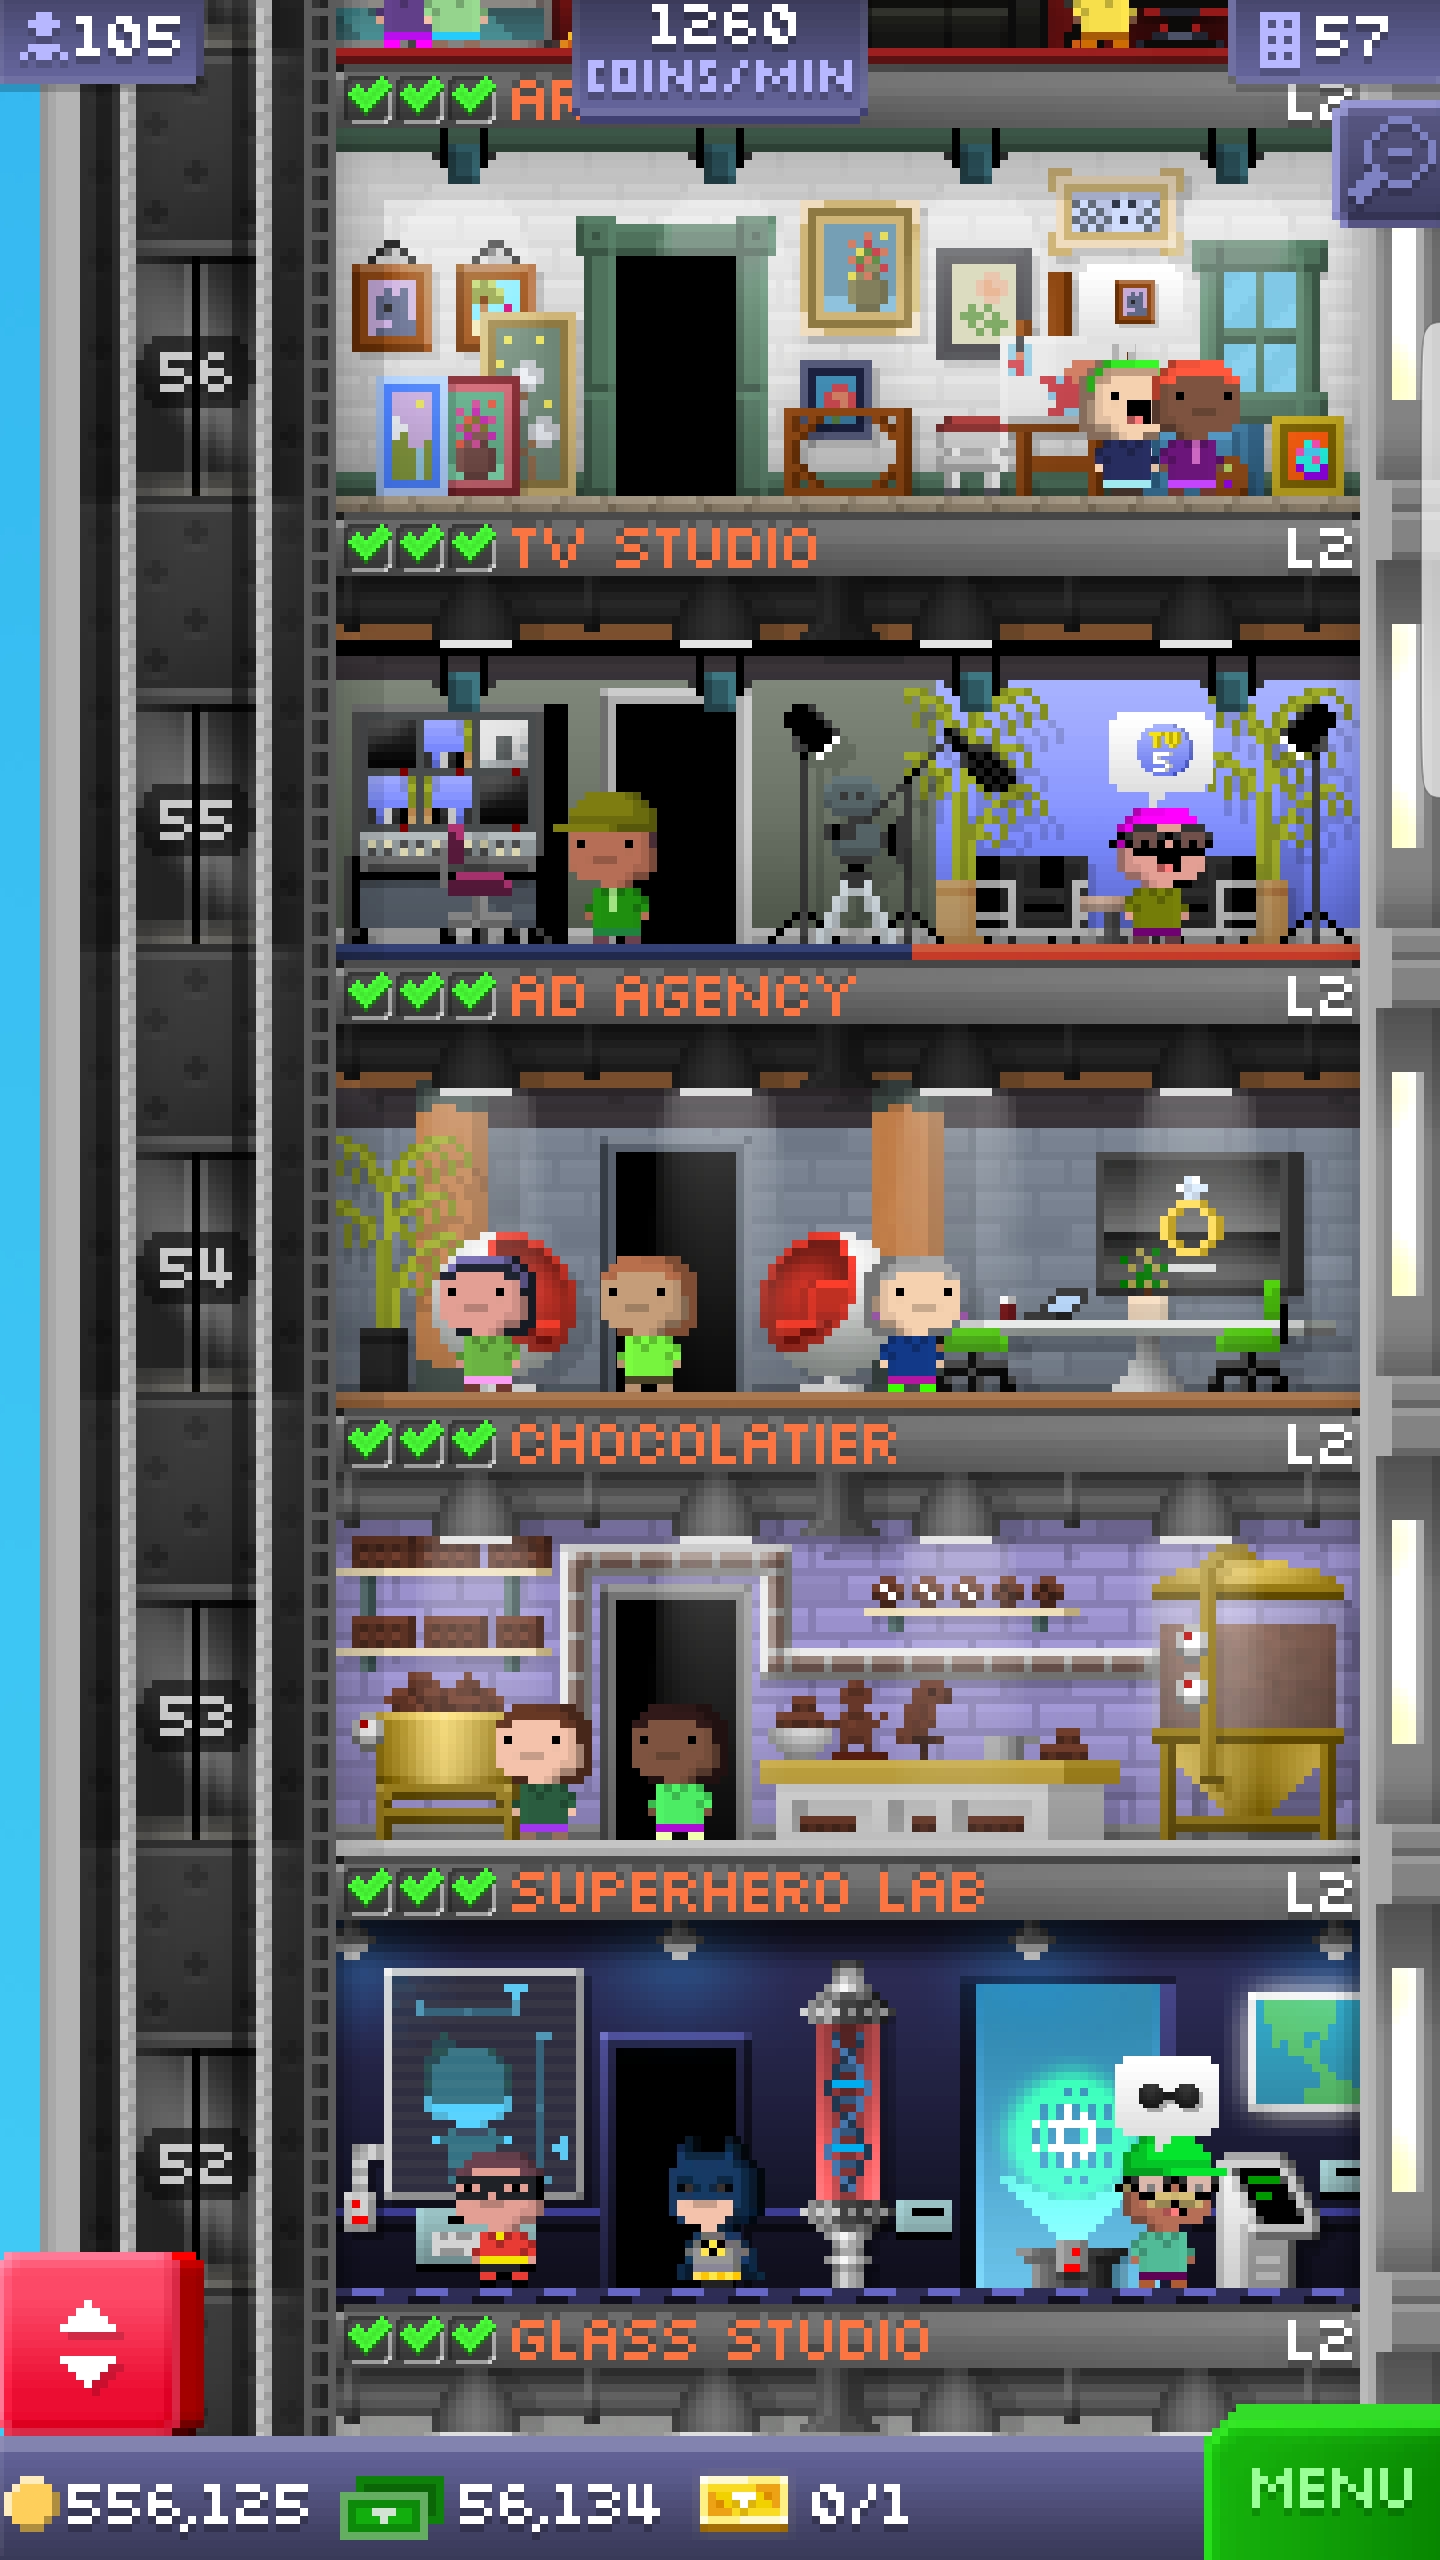 105
1260
COINS/MIN
57
AR
L2
56
TV STUDIO
L2
55
TV
5
AD AGENCY
L2
54
CHOCOLATIER
L2
53
SUPERHERO LAB
L2
52
GLASS STUDIO
L2
556,125
56,134
0/1
MENU